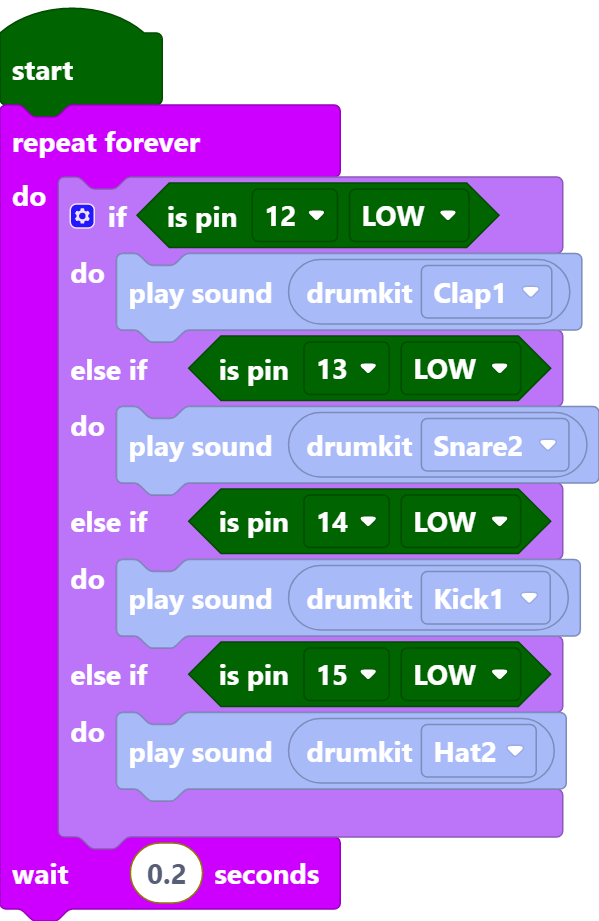 start
repeat forever
do
if is pin 12 LOW
do play sound drumkit Clap1
else if is pin 13 LOW
do play sound drumkit Snare2
else if is pin 14 LOW
do play sound drumkit Kick1
else if is pin 15 LOW
do play sound drumkit Hat2
wait 0.2 seconds